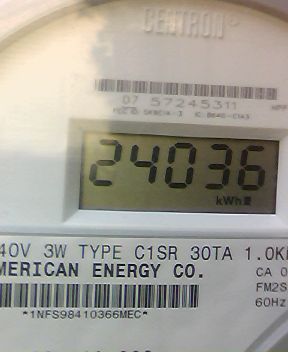 CENTRON®
07 57245311
24036
kWh
40V 3W TYPE C1SR 30TA 1.0K
MERICAN ENERGY CO.
CA 0
FM2S
60Hz
*1NFS98410366MEC*